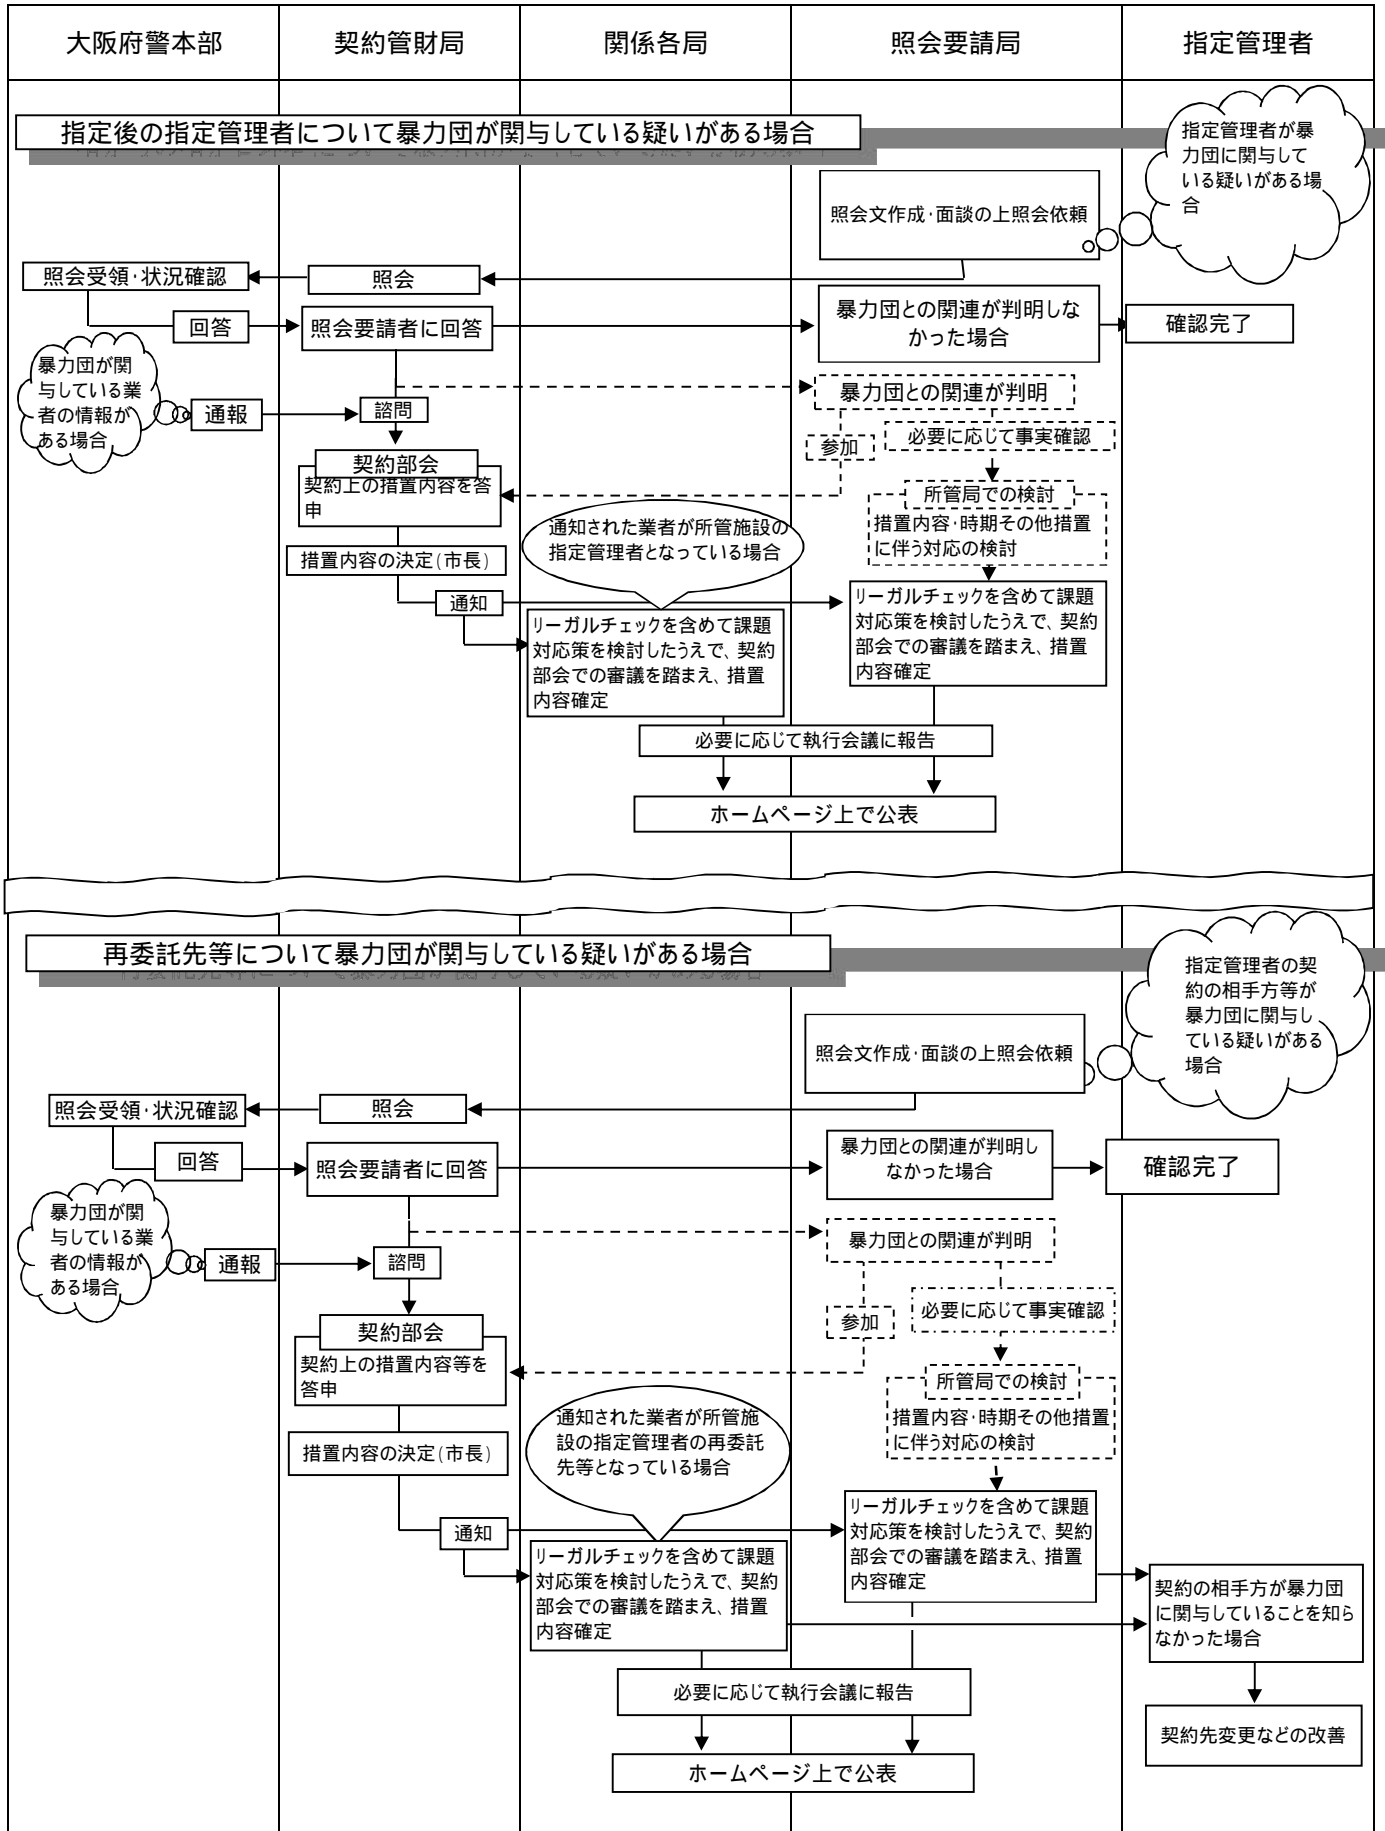 大阪府警本部
契約管財局
関係各局
照会要請局
指定管理者
指定後の指定管理者について暴力団が関与している疑いがある場合
指定管理者が暴
力団に関与して
いる疑いがある場
合
照会文作成・面談の上照会依頼
照会受領・状況確認
照会
回答
照会要請者に回答
暴力団との関連が判明しな
かった場合
確認完了
暴力団が関
与している業
者の情報が
ある場合
通報
諮問
暴力団との関連が判明
参加
必要に応じて事実確認
契約部会
契約上の措置内容を答
申
所管局での検討
措置内容・時期その他措置
に伴う対応の検討
通知された業者が所管施設の
指定管理者となっている場合
措置内容の決定(市長)
通知
リーガルチェックを含めて課題
対応策を検討したうえで、契約
部会での審議を踏まえ、措置
内容確定
リーガルチェックを含めて課題
対応策を検討したうえで、契約
部会での審議を踏まえ、措置
内容確定
必要に応じて執行会議に報告
ホームページ上で公表
再委託先等について暴力団が関与している疑いがある場合
指定管理者の契
約の相手方等が
暴力団に関与し
ている疑いがある
場合
照会文作成・面談の上照会依頼
照会受領・状況確認
照会
回答
照会要請者に回答
暴力団との関連が判明し
なかった場合
確認完了
暴力団が関
与している業
者の情報が
ある場合
通報
諮問
暴力団との関連が判明
参加
必要に応じて事実確認
契約部会
契約上の措置内容等を
答申
所管局での検討
措置内容・時期その他措置
に伴う対応の検討
通知された業者が所管施
設の指定管理者の再委託
先等となっている場合
措置内容の決定(市長)
通知
リーガルチェックを含めて課題
対応策を検討したうえで、契約
部会での審議を踏まえ、措置
内容確定
リーガルチェックを含めて課題
対応策を検討したうえで、契約
部会での審議を踏まえ、措置
内容確定
契約の相手方が暴力団
に関与していることを知ら
なかった場合
必要に応じて執行会議に報告
契約先変更などの改善
ホームページ上で公表